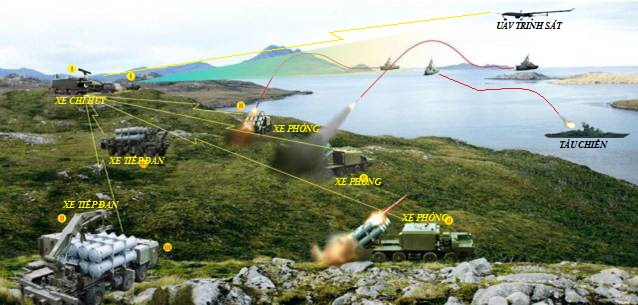 UAV TRINH SÁT
XE CHỈ HUY
XE PHÓNG
TÀU CHIẾN
XE TIẾP ĐẠN
XE PHÓNG
XE TIẾP ĐẠN
XE PHÓNG